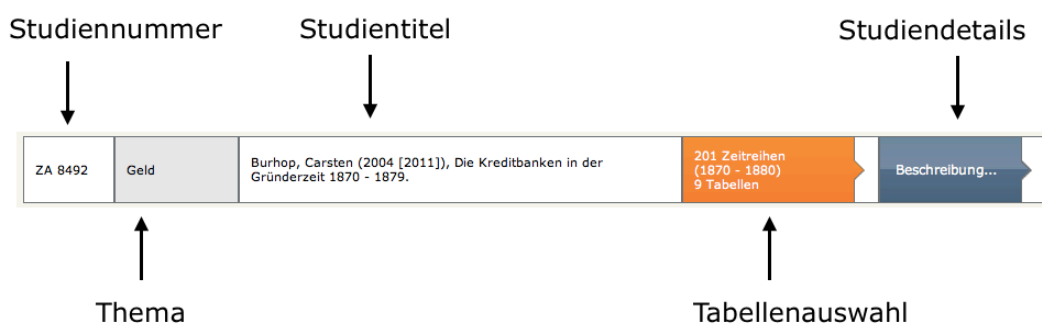 Studiennummer
Studientitel
Studiendetails
ZA 8492
Geld
Burhop, Carsten (2004 [2011]), Die Kreditbanken in der
Gründerzeit 1870 - 1879.
201 Zeitreihen
(1870 - 1880)
9 Tabellen
Beschreibung...
Thema
Tabellenauswahl